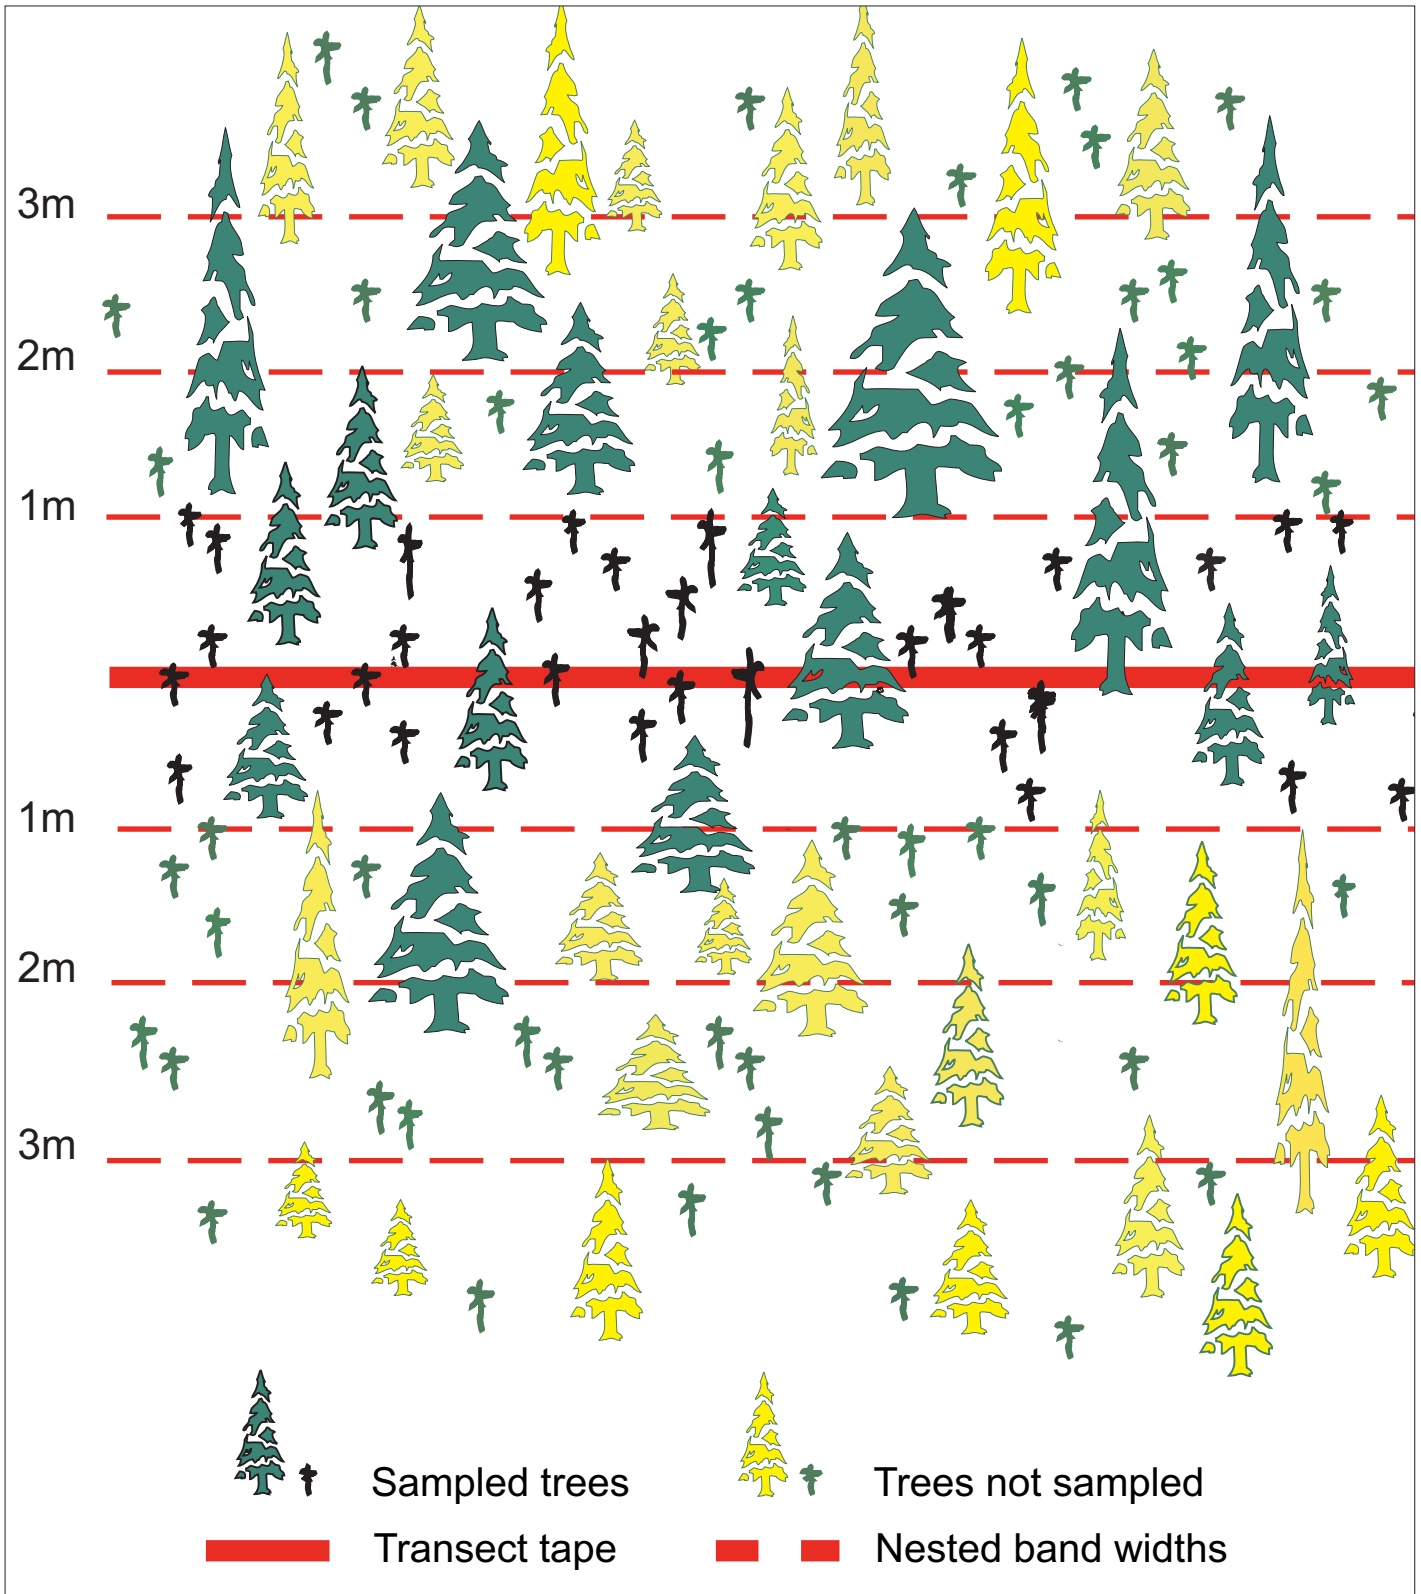 3m
2m
1m
1m
2m
3m
Sampled trees
Trees not sampled
Transect tape
Nested band widths